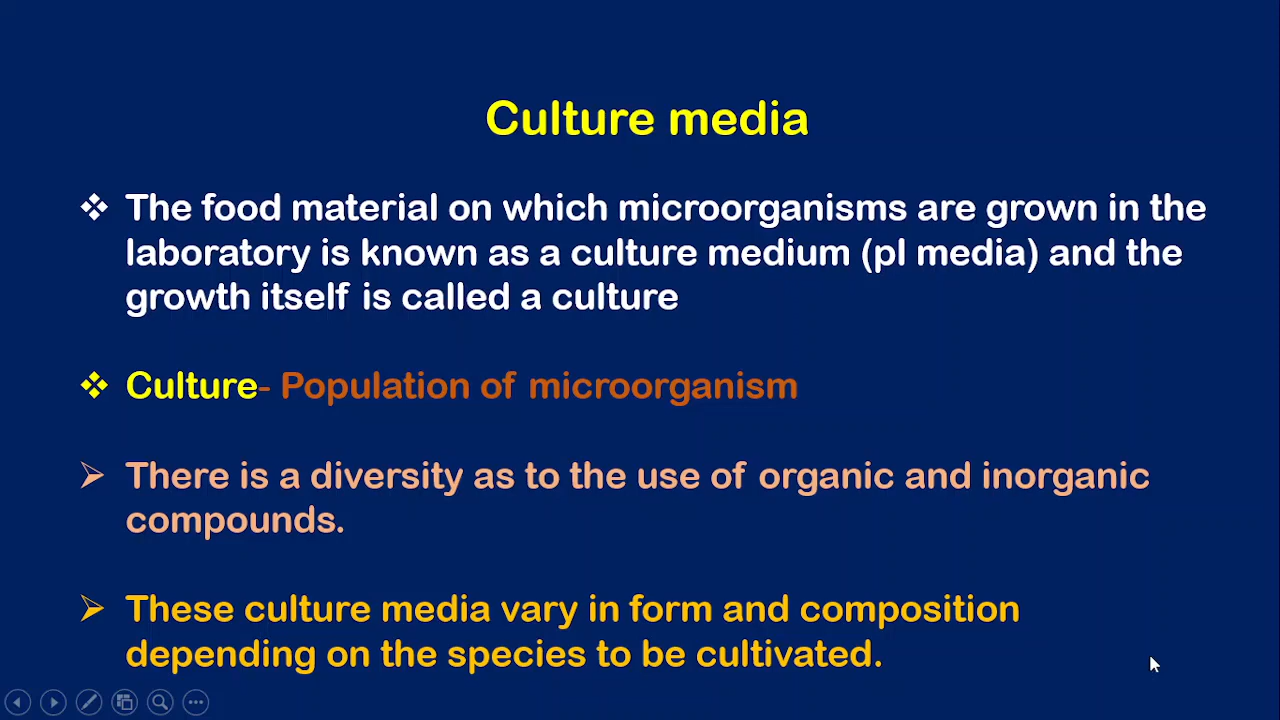 Culture media
The food material on which microorganisms are grown in the
laboratory is known as a culture medium (pl media) and the
growth itself is called a culture
Culture- Population of microorganism
There is a diversity as to the use of organic and inorganic
compounds.
These culture media vary in form and composition
depending on the species to be cultivated.